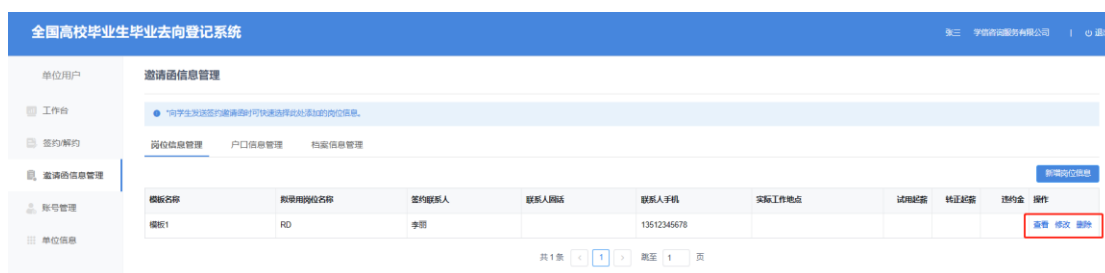 全国高校毕业生毕业去向登记系统
张三 学信咨询服务有限公司 | 退
单位用户
邀请函信息管理
工作台
*向学生发送签约邀请函时可快速选择此处添加的岗位信息。
签约/解约
岗位信息管理 户口信息管理 档案信息管理
邀请函信息管理
新增岗位信息
账号管理
模板名称 拟录用岗位名称 签约联系人 联系人固话 联系人手机 实际工作地点 试用起薪 转正起薪 违约金 操作
模板1 RD 李丽 13512345678 查看 修改 删除
单位信息
共1条 < 1 > 跳至 1 页